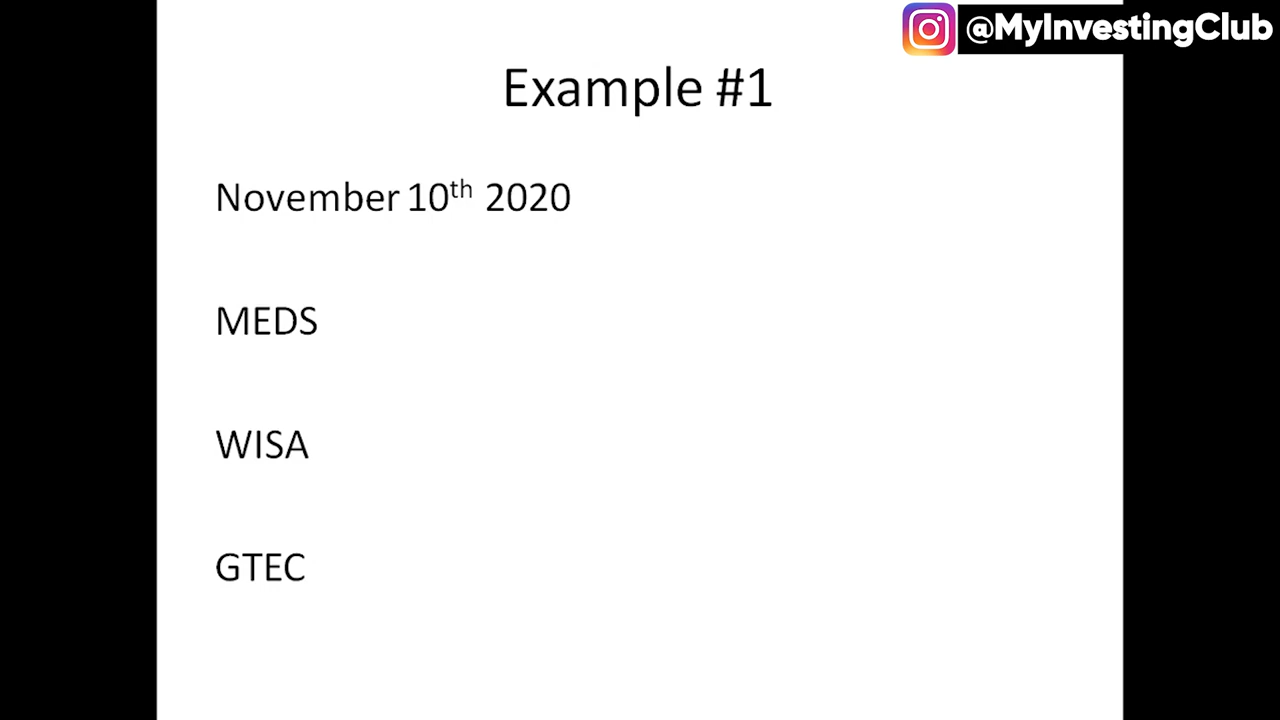 @MyInvestingClub
Example #1
November 10th 2020
MEDS
WISA
GTEC